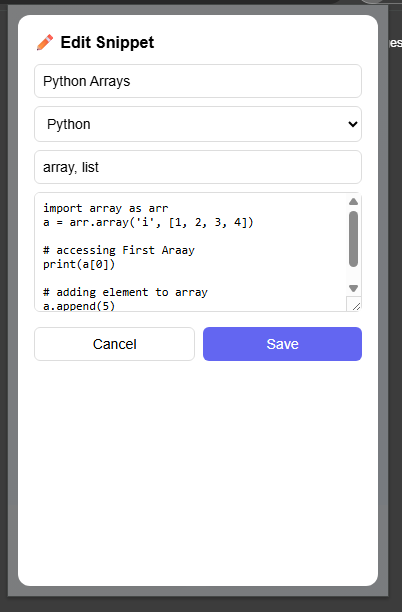 Edit Snippet
Python Arrays
Python
array, list
import array as arr
a = arr.array('i', [1, 2, 3, 4])
# accessing First Araay
print(a[0])
# adding element to array
a.append(5)
Cancel
Save